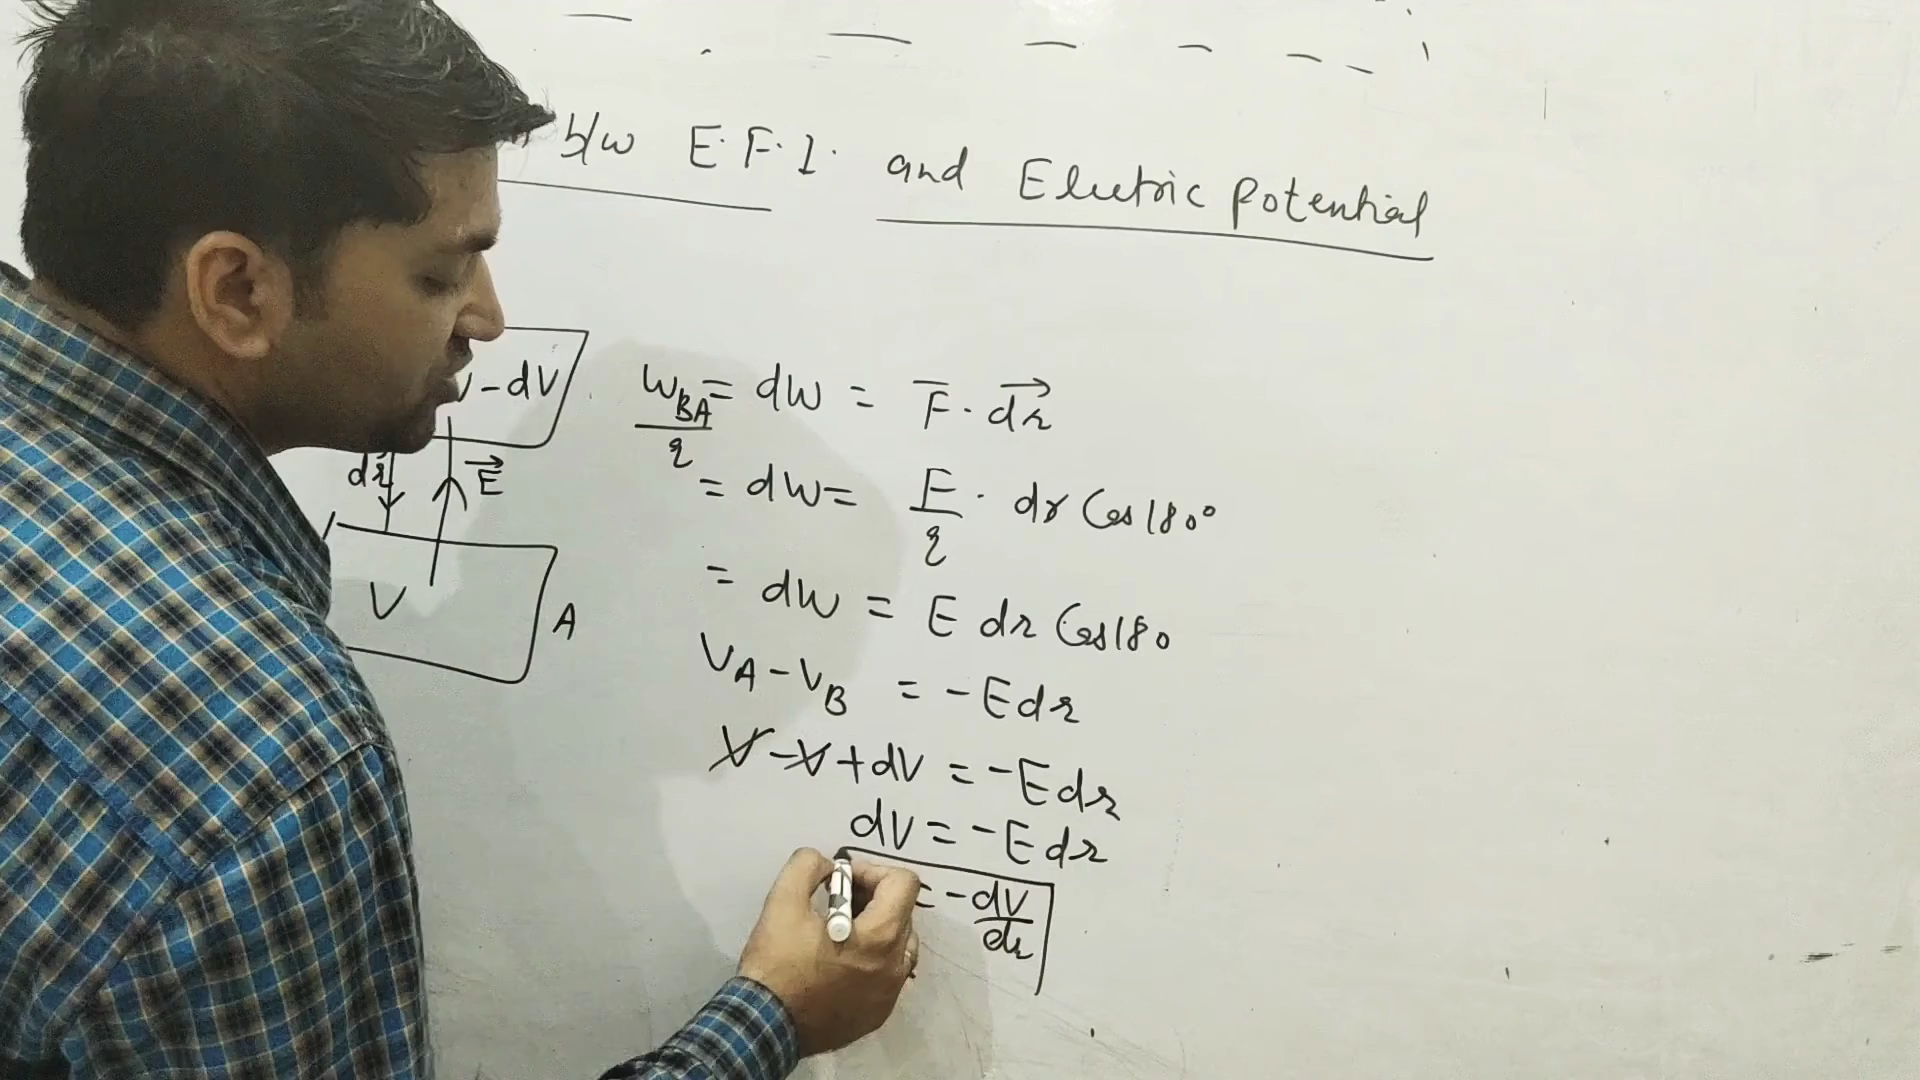 b/w E.F.I. and Electric Potential
V-dV
dr E
V
A
W_BA/q = dW = F . dr
= dW = F/q . dr Cos180°
= dW = E dr Cos180
V_A - V_B = -Edr
V - V + dV = -Edr
dV = -Edr
= -dV/dr